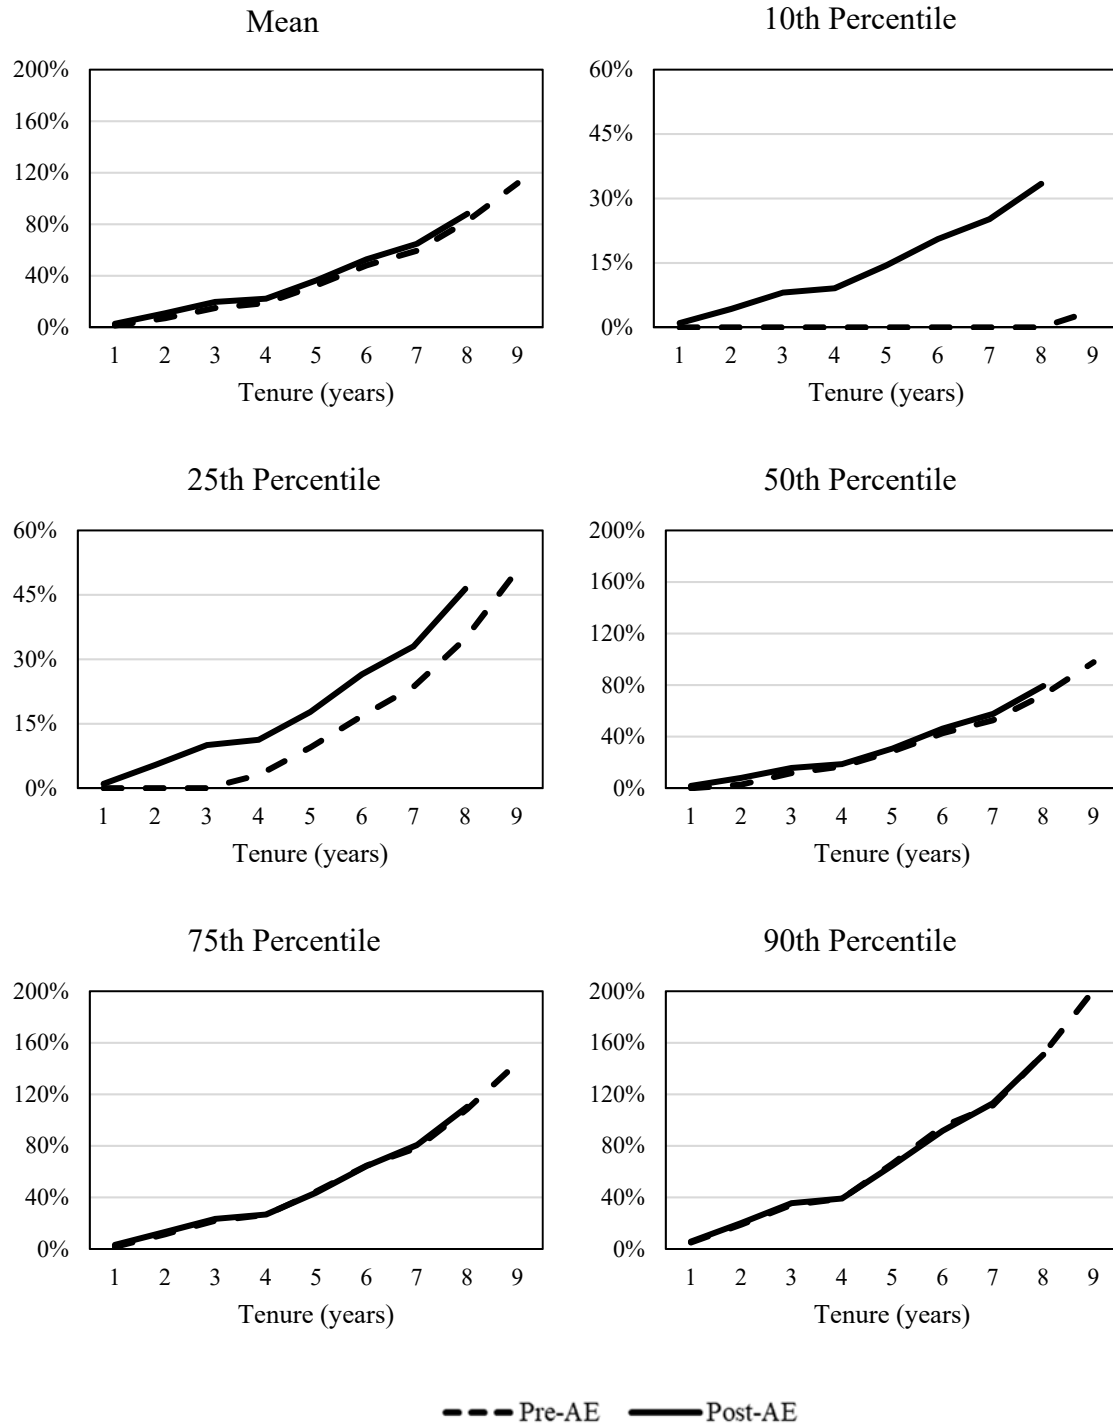 Mean
200%
160%
120%
80%
40%
0%
1 2 3 4 5 6 7 8 9
Tenure (years)
10th Percentile
60%
45%
30%
15%
0%
1 2 3 4 5 6 7 8 9
Tenure (years)
25th Percentile
60%
45%
30%
15%
0%
1 2 3 4 5 6 7 8 9
Tenure (years)
50th Percentile
200%
160%
120%
80%
40%
0%
1 2 3 4 5 6 7 8 9
Tenure (years)
75th Percentile
200%
160%
120%
80%
40%
0%
1 2 3 4 5 6 7 8 9
Tenure (years)
90th Percentile
200%
160%
120%
80%
40%
0%
1 2 3 4 5 6 7 8 9
Tenure (years)
Pre-AE Post-AE